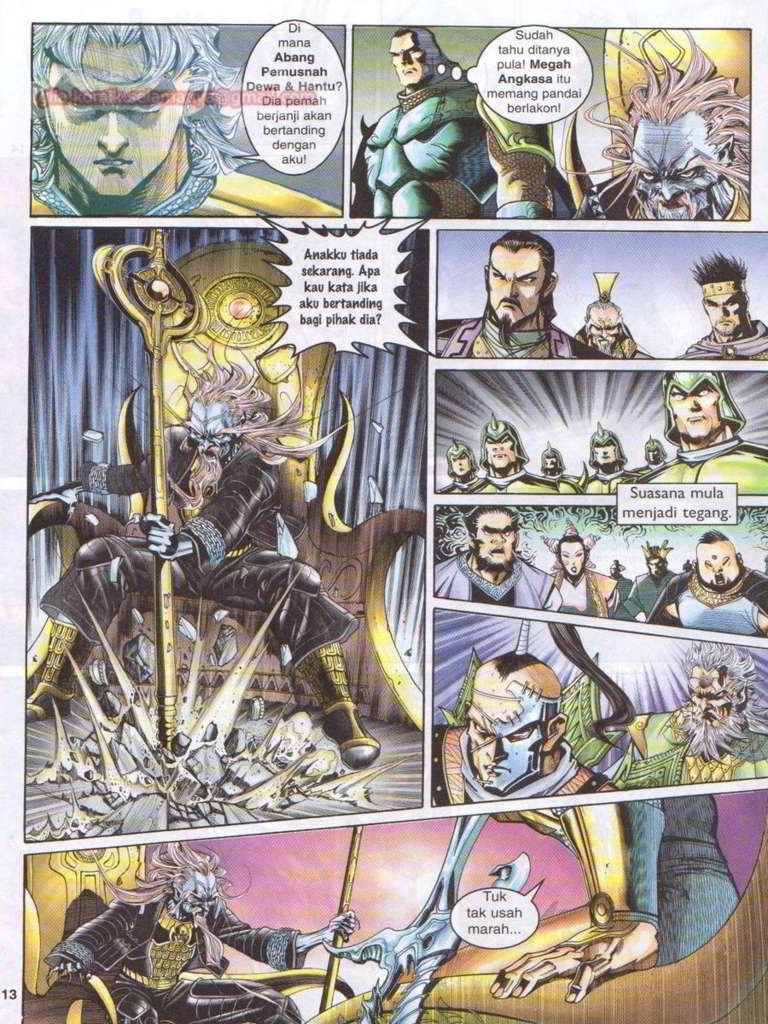 Di
mana
Abang
Pemusnah
Dewa & Hantu?
Dia pernah
berjanji akan
bertanding
dengan
aku!
Sudah
tahu ditanya
pula! Megah
Angkasa itu
memang pandai
berlakon!
Anakku tiada
sekarang. Apa
kau kata jika
aku bertanding
bagi pihak dia?
Suasana mula
menjadi tegang.
Tuk
tak usah
marah...
13